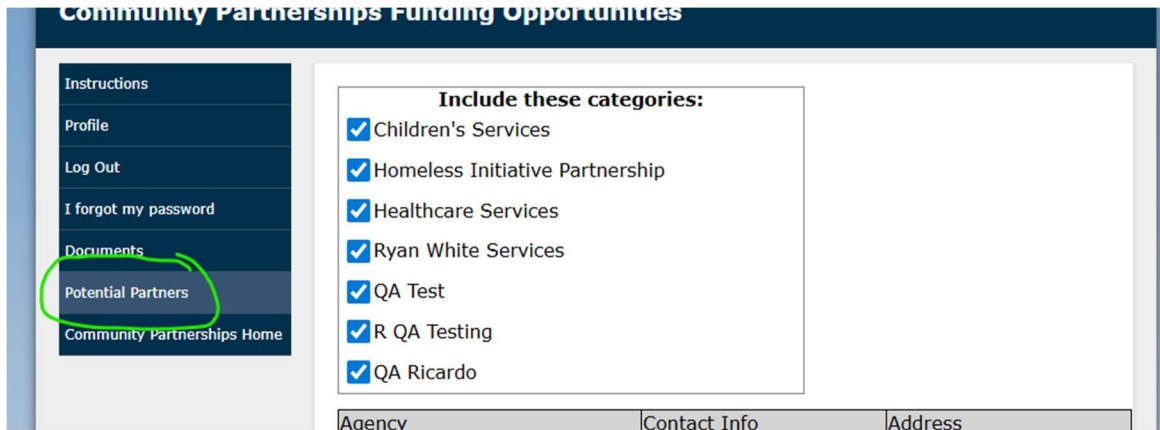 Community Partnerships Funding Opportunities
Instructions
Profile
Log Out
I forgot my password
Documents
Potential Partners
Community Partnerships Home
Include these categories:
Children's Services
Homeless Initiative Partnership
Healthcare Services
Ryan White Services
QA Test
R QA Testing
QA Ricardo
Agency Contact Info Address